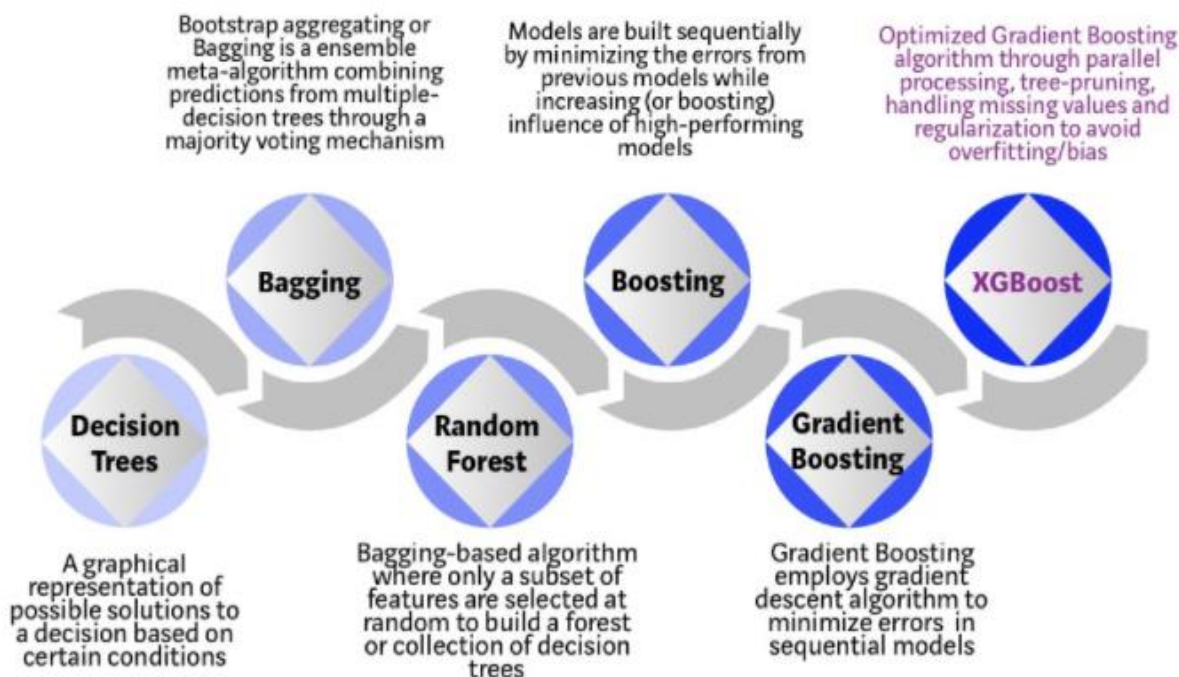 Bootstrap aggregating or
Bagging is a ensemble
meta-algorithm combining
predictions from multiple-
decision trees through a
majority voting mechanism
Models are built sequentially
by minimizing the errors from
previous models while
increasing (or boosting)
influence of high-performing
models
Optimized Gradient Boosting
algorithm through parallel
processing, tree-pruning,
handling missing values and
regularization to avoid
overfitting/bias
Bagging
Boosting
XGBoost
Decision
Trees
Random
Forest
Gradient
Boosting
A graphical
representation of
possible solutions to
a decision based on
certain conditions
Bagging-based algorithm
where only a subset of
features are selected at
random to build a forest
or collection of decision
trees
Gradient Boosting
employs gradient
descent algorithm to
minimize errors in
sequential models